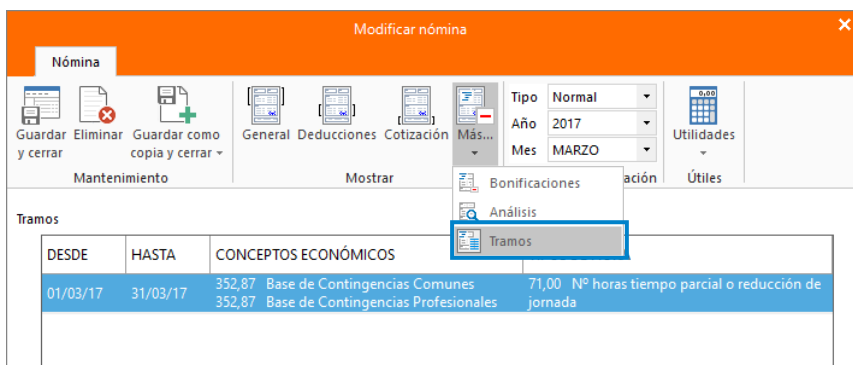 Modificar nómina
Nómina
Guardar y cerrar
Eliminar
Guardar como copia y cerrar
Mantenimiento
General
Deducciones
Cotización
Más...
Mostrar
Tipo Normal
Año 2017
Mes MARZO
ación
0,00
Utilidades
Útiles
Bonificaciones
Análisis
Tramos
Tramos
DESDE HASTA CONCEPTOS ECONÓMICOS
01/03/17 31/03/17
352,87 Base de Contingencias Comunes
352,87 Base de Contingencias Profesionales
71,00 Nº horas tiempo parcial o reducción de
jornada